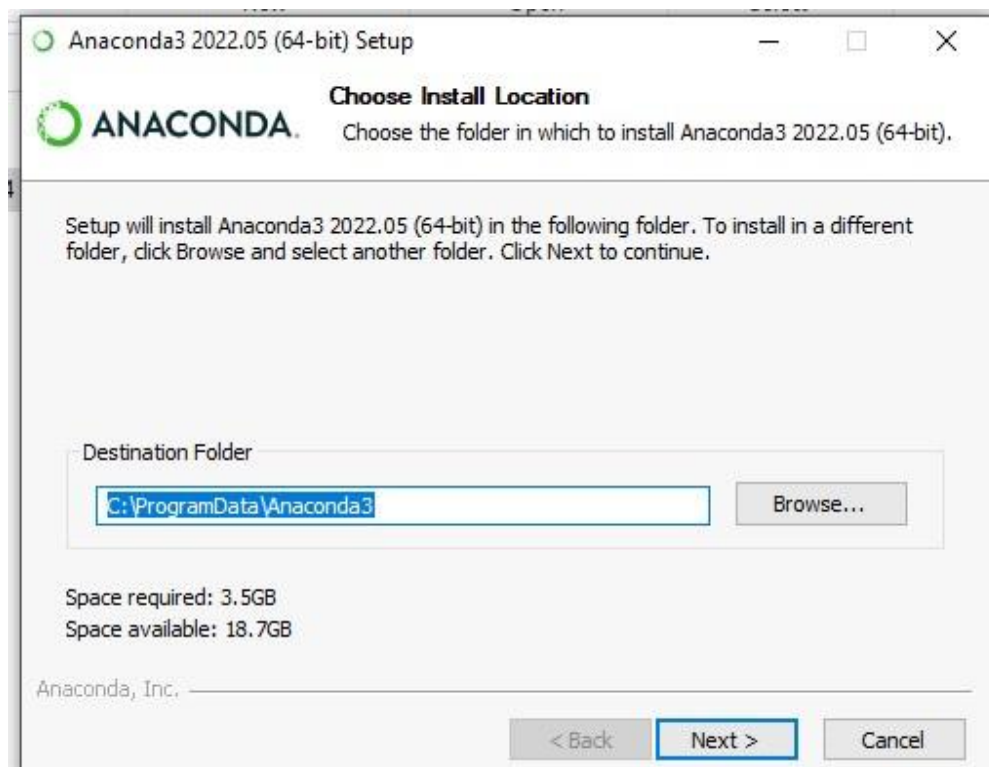 Anaconda3 2022.05 (64-bit) Setup
ANACONDA.
Choose Install Location
Choose the folder in which to install Anaconda3 2022.05 (64-bit).
Setup will install Anaconda3 2022.05 (64-bit) in the following folder. To install in a different
folder, click Browse and select another folder. Click Next to continue.
Destination Folder
C:\ProgramData\Anaconda3
Browse...
Space required: 3.5GB
Space available: 18.7GB
Anaconda, Inc.
< Back
Next >
Cancel